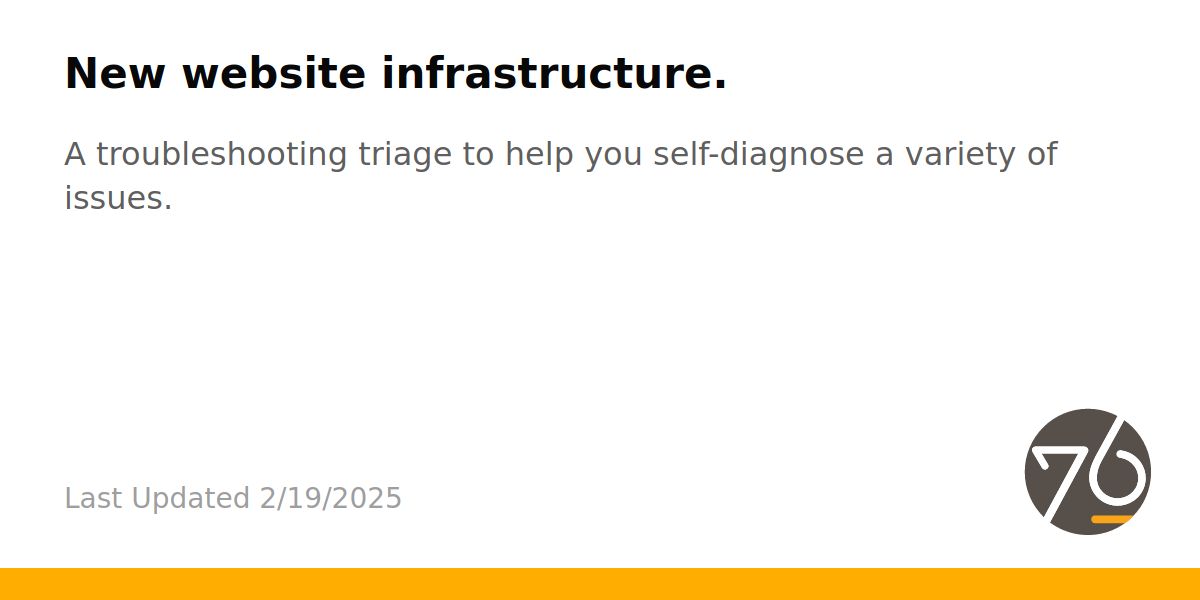 New website infrastructure.
A troubleshooting triage to help you self-diagnose a variety of
issues.
Last Updated 2/19/2025
76